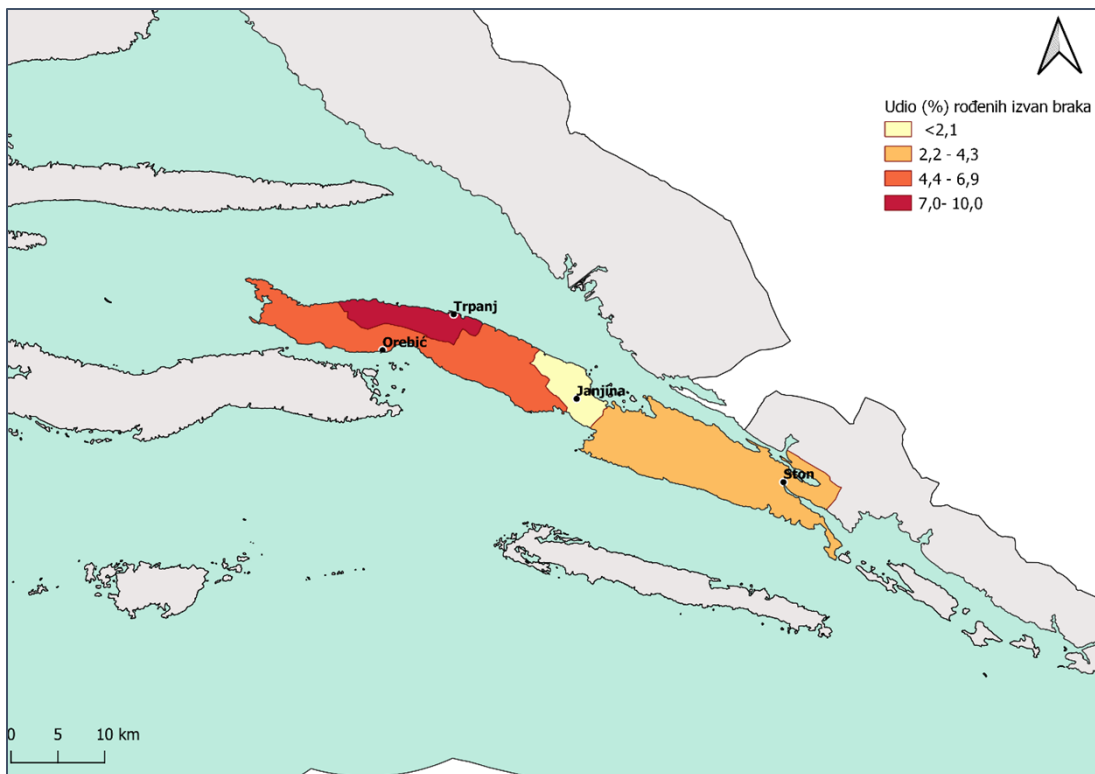 Udio (%) rođenih izvan braka
<2,1
2,2 - 4,3
4,4 - 6,9
7,0- 10,0
Trpanj
Orebić
Janjina
Ston
0 5 10 km